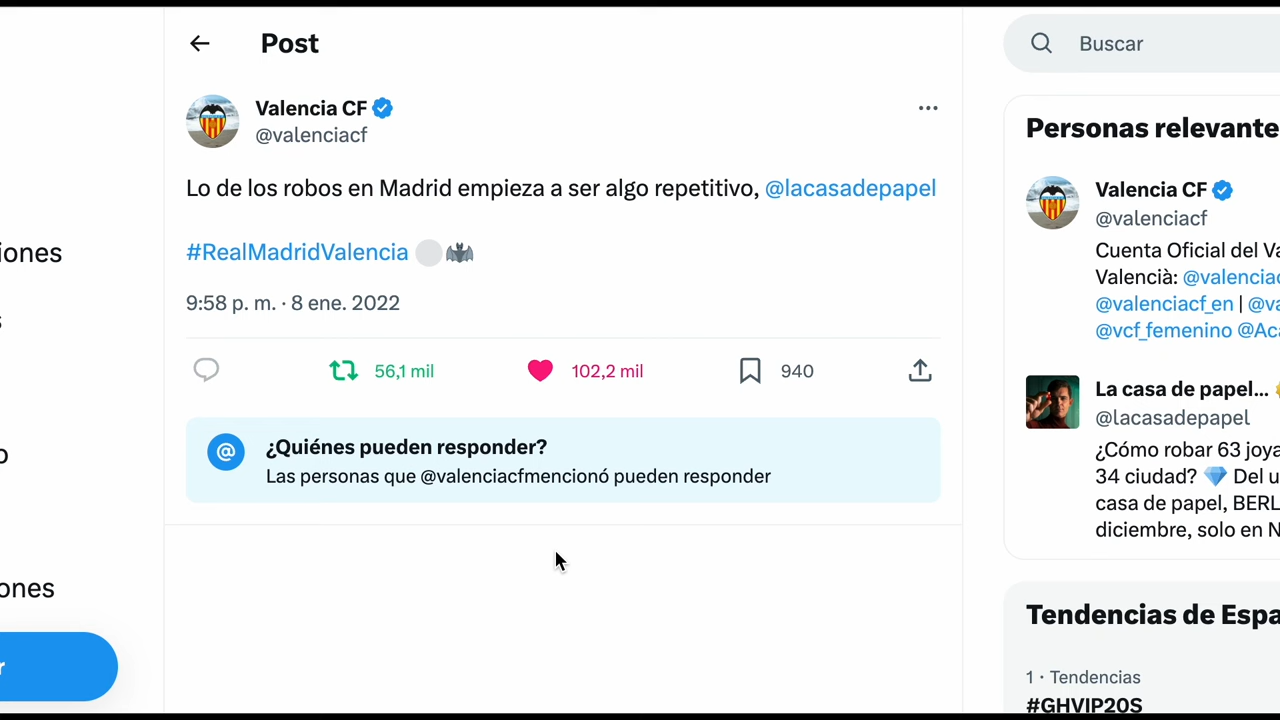 Post
Buscar
Valencia CF
@valenciacf
Lo de los robos en Madrid empieza a ser algo repetitivo, @lacasadepapel
#RealMadridValencia
9:58 p. m. · 8 ene. 2022
56,1 mil
102,2 mil
940
@
¿Quiénes pueden responder?
Las personas que @valenciacfmencionó pueden responder
Personas relevante
Valencia CF
@valenciacf
Cuenta Oficial del Va
Valencià: @valenciac
@valenciacf_en | @va
@vcf_femenino @Aca
La casa de papel...
@lacasadepapel
¿Cómo robar 63 joya
34 ciudad? 💎 Del u
casa de papel, BERL
diciembre, solo en N
Tendencias de Espa
1 · Tendencias
#GHVIP20S
iones
s
o
ones
r